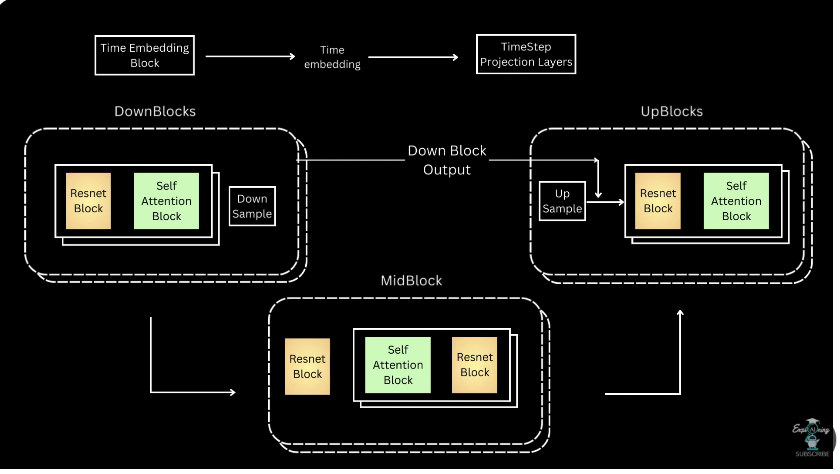 Time Embedding
Block
Time
embedding
TimeStep
Projection Layers
DownBlocks
UpBlocks
Resnet
Block
Self
Attention
Block
Down
Sample
Down Block
Output
Up
Sample
Resnet
Block
Self
Attention
Block
MidBlock
Resnet
Block
Self
Attention
Block
Resnet
Block
SUBSCRIBE